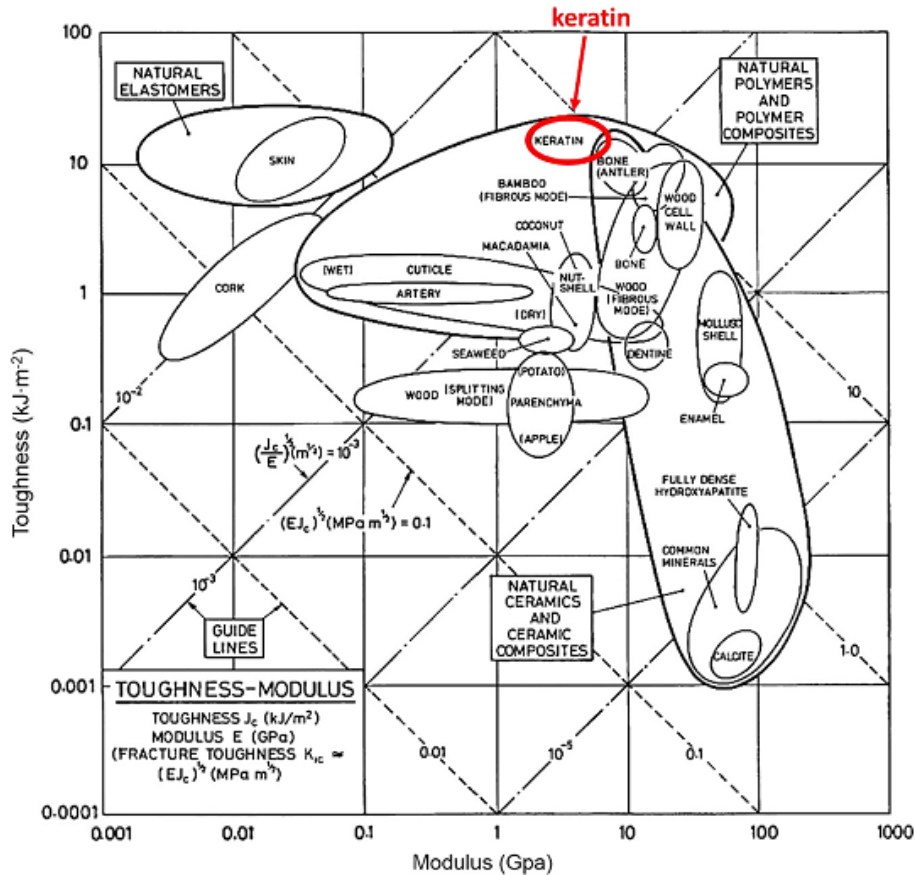 keratin
100
NATURAL
ELASTOMERS
NATURAL
POLYMERS
AND
POLYMER
COMPOSITES
SKIN
KERATIN
10
BONE
(ANTLER)
BAMBOO
(FIBROUS MODE)
WOOD
CELL
WALL
COCONUT
MACADAMIA
BONE
(WET)
CUTICLE
NUT-
SHELL
WOOD
(FIBROUS
MODE)
CORK
1
ARTERY
(DRY)
MOLLUSC
SHELL
SEAWEED
DENTINE
10⁻²
WOOD
(SPLITTING
MODE)
(POTATO)
PARENCHYMA
(APPLE)
ENAMEL
10
0.1
(J꜀/E)^½ (m^½) = 10⁻³
(EJ꜀)^½ (MPa m^½) = 0.1
FULLY DENSE
HYDROXYAPATITE
0.01
10⁻³
COMMON
MINERALS
NATURAL
CERAMICS
AND
CERAMIC
COMPOSITES
GUIDE
LINES
CALCITE
1.0
0.001
TOUGHNESS-MODULUS
TOUGHNESS J꜀ (kJ/m²)
MODULUS E (GPa)
(FRACTURE TOUGHNESS K_IC ≈
(EJ꜀)^½ (MPa m^½)
0.01
10⁻⁵
0.1
0.0001
0.001
0.01
0.1
1
10
100
1000
Modulus (Gpa)
Toughness (kJ·m⁻²)